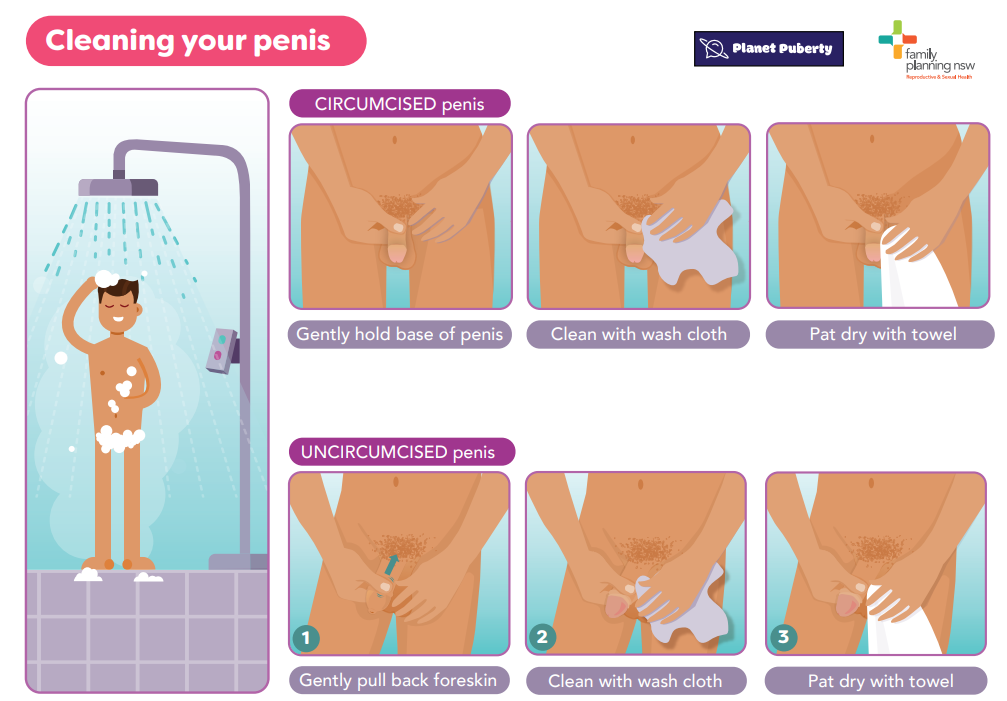 Cleaning your penis
Planet Puberty
family
planning nsw
Reproductive & Sexual Health
CIRCUMCISED penis
Gently hold base of penis
Clean with wash cloth
Pat dry with towel
UNCIRCUMCISED penis
1
2
3
Gently pull back foreskin
Clean with wash cloth
Pat dry with towel